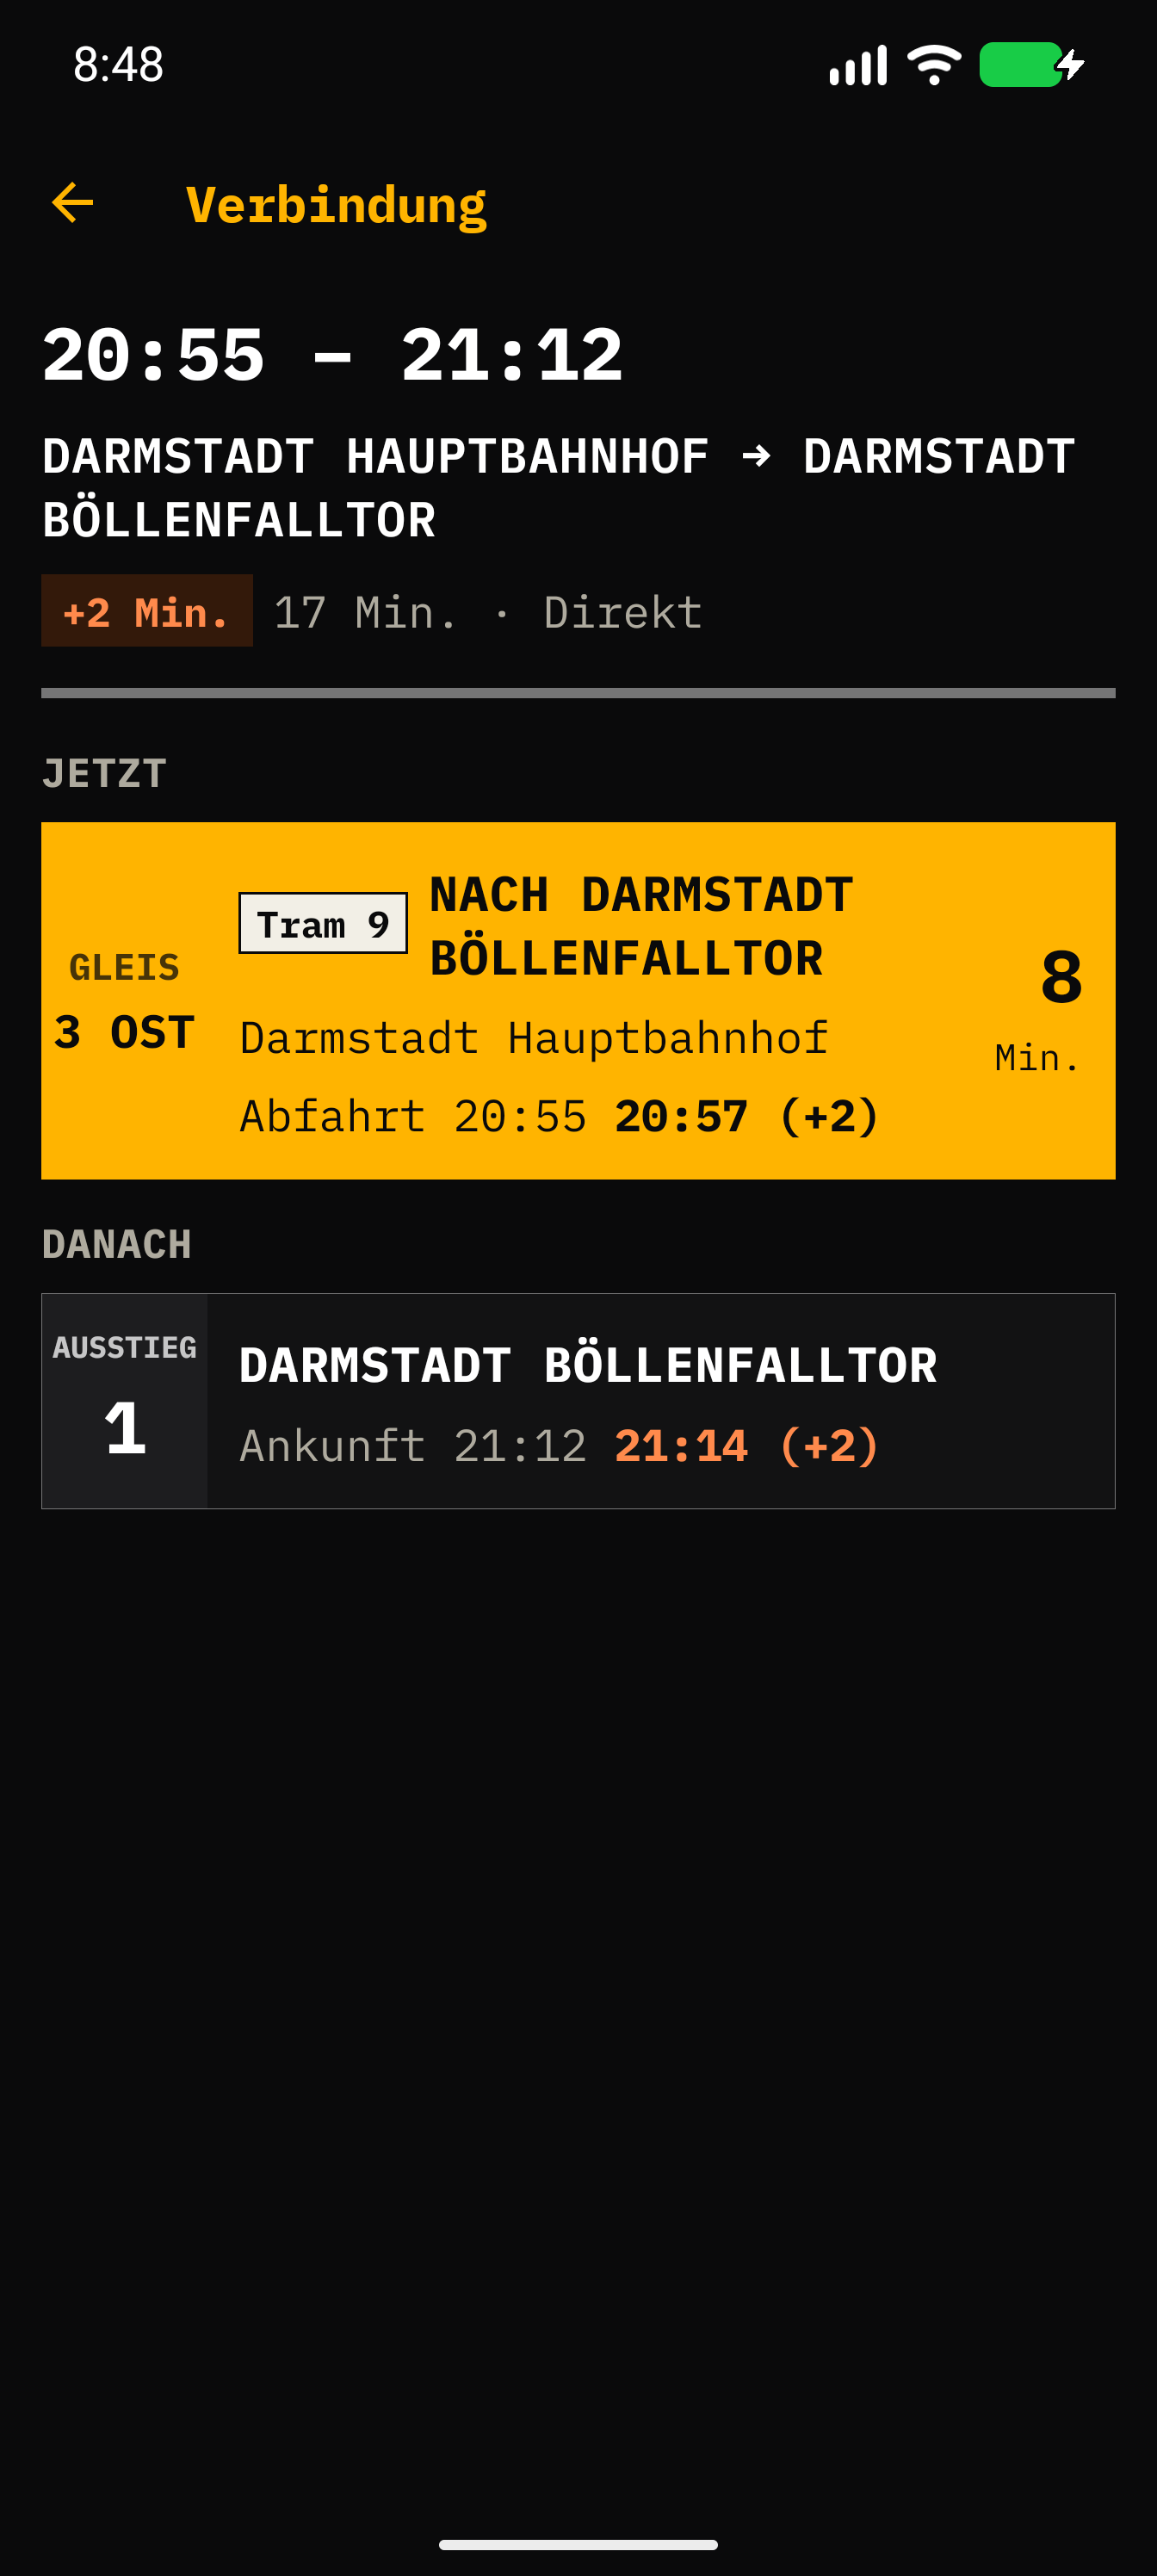 8:48
Verbindung
20:55 – 21:12
DARMSTADT HAUPTBAHNHOF → DARMSTADT
BÖLLENFALLTOR
+2 Min. 17 Min. · Direkt
JETZT
GLEIS
3 OST
Tram 9
NACH DARMSTADT
BÖLLENFALLTOR
Darmstadt Hauptbahnhof
Abfahrt 20:55 20:57 (+2)
8
Min.
DANACH
AUSSTIEG
1
DARMSTADT BÖLLENFALLTOR
Ankunft 21:12 21:14 (+2)